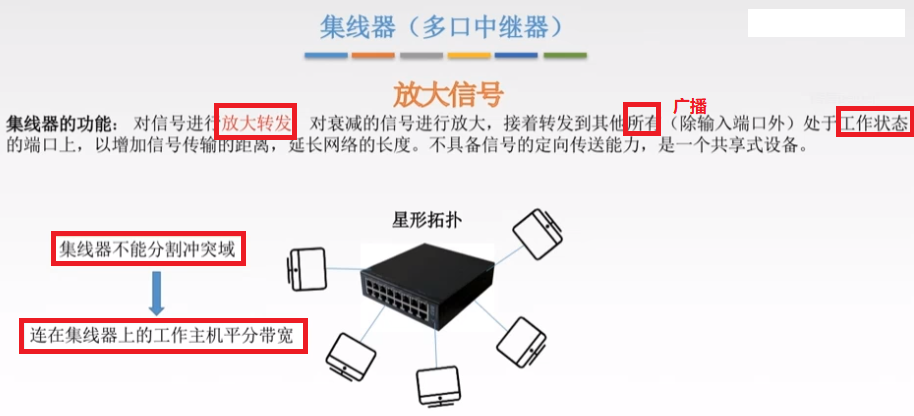 集线器（多口中继器）
放大信号
广播
集线器的功能： 对信号进行放大转发，对衰减的信号进行放大，接着转发到其他所有（除输入端口外）处于工作状态
的端口上，以增加信号传输的距离，延长网络的长度。不具备信号的定向传送能力，是一个共享式设备。
星形拓扑
集线器不能分割冲突域
连在集线器上的工作主机平分带宽